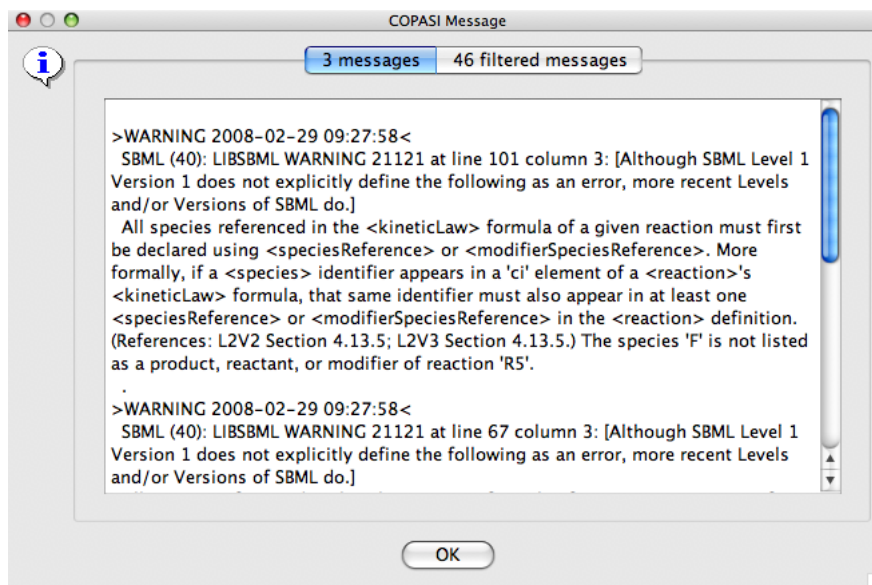 COPASI Message
3 messages 46 filtered messages
>WARNING 2008-02-29 09:27:58<
SBML (40): LIBSBML WARNING 21121 at line 101 column 3: [Although SBML Level 1
Version 1 does not explicitly define the following as an error, more recent Levels
and/or Versions of SBML do.]
All species referenced in the <kineticLaw> formula of a given reaction must first
be declared using <speciesReference> or <modifierSpeciesReference>. More
formally, if a <species> identifier appears in a 'ci' element of a <reaction>'s
<kineticLaw> formula, that same identifier must also appear in at least one
<speciesReference> or <modifierSpeciesReference> in the <reaction> definition.
(References: L2V2 Section 4.13.5; L2V3 Section 4.13.5.) The species 'F' is not listed
as a product, reactant, or modifier of reaction 'R5'.
.
>WARNING 2008-02-29 09:27:58<
SBML (40): LIBSBML WARNING 21121 at line 67 column 3: [Although SBML Level 1
Version 1 does not explicitly define the following as an error, more recent Levels
and/or Versions of SBML do.]
OK